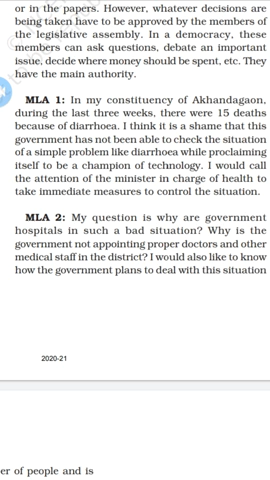 or in the papers. However, whatever decisions are
being taken have to be approved by the members of
the legislative assembly. In a democracy, these
members can ask questions, debate an important
issue, decide where money should be spent, etc. They
have the main authority.
MLA 1: In my constituency of Akhandagaon,
during the last three weeks, there were 15 deaths
because of diarrhoea. I think it is a shame that this
government has not been able to check the situation
of a simple problem like diarrhoea while proclaiming
itself to be a champion of technology. I would call
the attention of the minister in charge of health to
take immediate measures to control the situation.
MLA 2: My question is why are government
hospitals in such a bad situation? Why is the
government not appointing proper doctors and other
medical staff in the district? I would also like to know
how the government plans to deal with this situation
2020-21
er of people and is